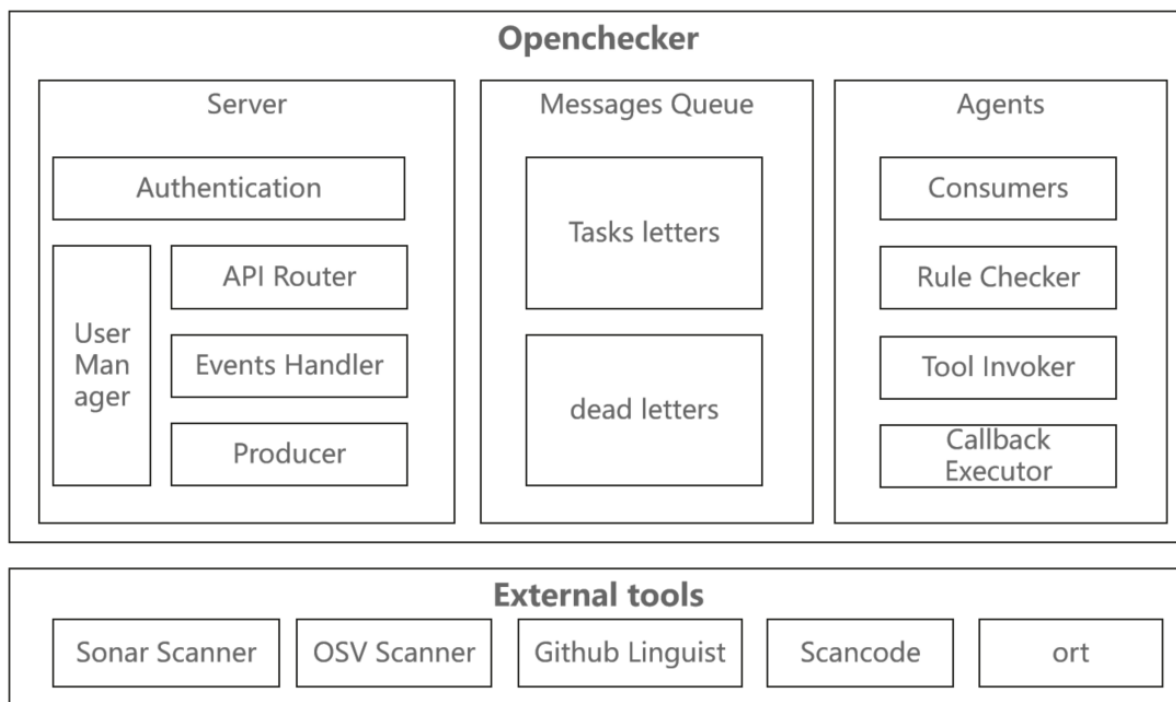 Openchecker
Server
Authentication
User
Man
ager
API Router
Events Handler
Producer
Messages Queue
Tasks letters
dead letters
Agents
Consumers
Rule Checker
Tool Invoker
Callback
Executor
External tools
Sonar Scanner
OSV Scanner
Github Linguist
Scancode
ort